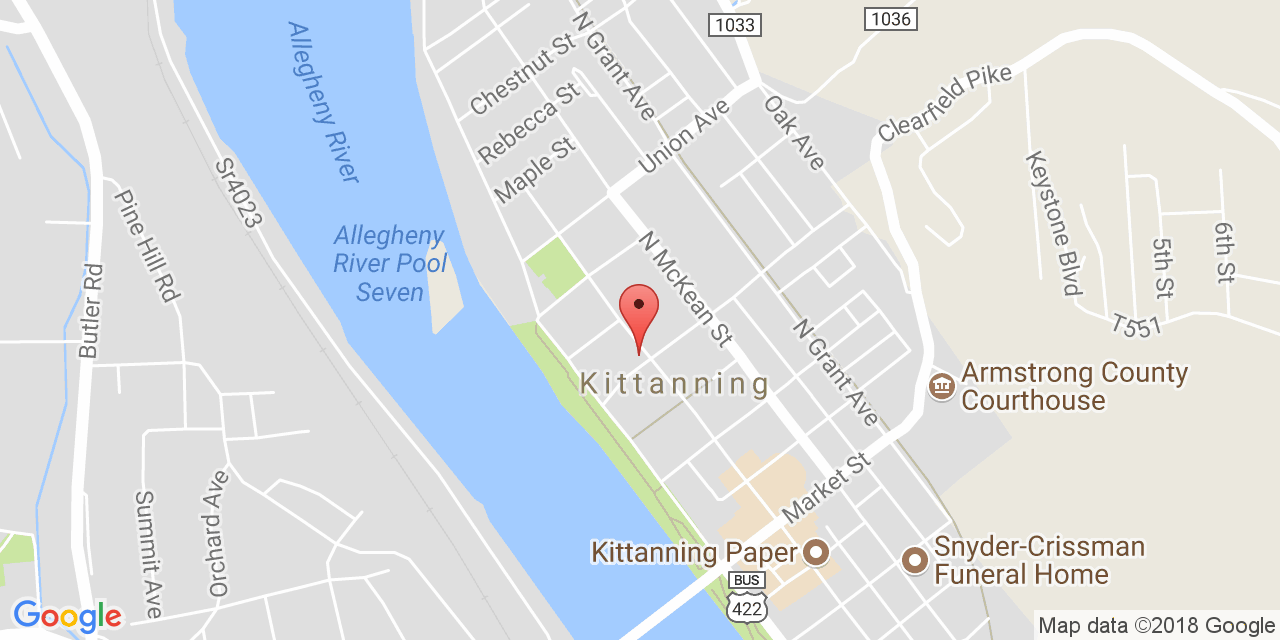 1033
1036
N Grant Ave
Chestnut St
Clearfield Pike
Allegheny River
Rebecca St
Union Ave
Oak Ave
Maple St
Sr4023
Keystone Blvd
Pine Hill Rd
Allegheny
River Pool
Seven
N McKean St
5th St
6th St
Butler Rd
T551
N Grant Ave
Kittanning
Armstrong County
Courthouse
Market St
Summit Ave
Orchard Ave
Kittanning Paper
Snyder-Crissman
Funeral Home
BUS
422
Google
Map data ©2018 Google